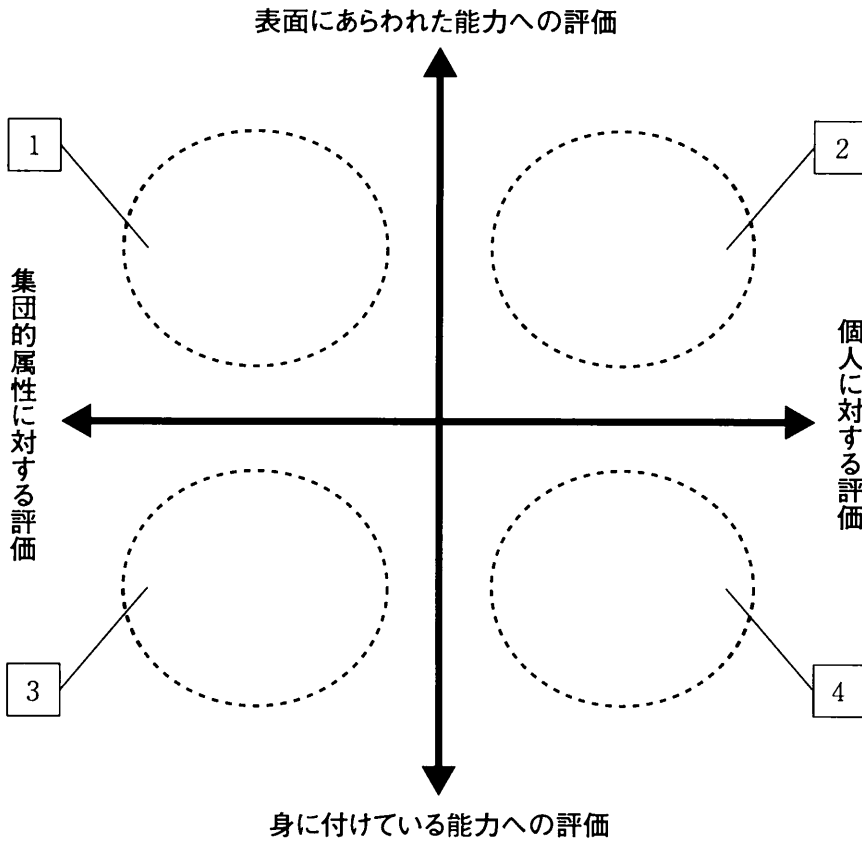 表面にあらわれた能力への評価
1
2
集団的属性に対する評価
個人に対する評価
3
4
身に付けている能力への評価